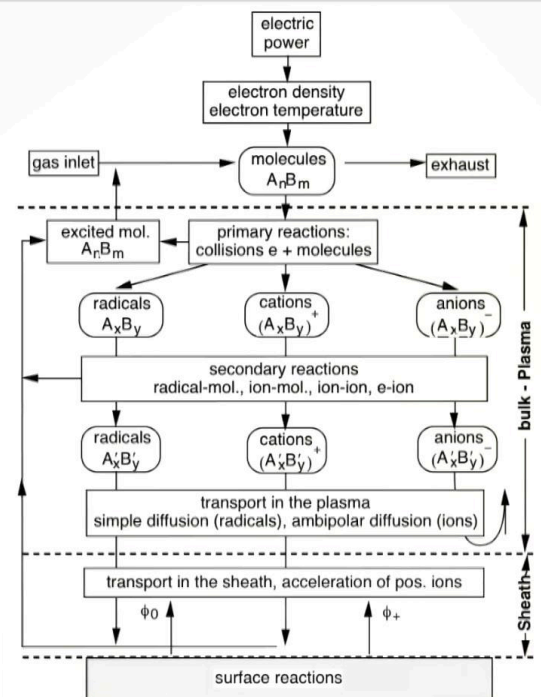 electric
power
electron density
electron temperature
gas inlet
molecules
AnBm
exhaust
excited mol.
AnBm
primary reactions:
collisions e + molecules
radicals
AxBy
cations
(AxBy)+
anions
(AxBy)-
secondary reactions
radical-mol., ion-mol., ion-ion, e-ion
radicals
A'xB'y
cations
(A'xB'y)+
anions
(A'xB'y)-
transport in the plasma
simple diffusion (radicals), ambipolar diffusion (ions)
bulk - Plasma
transport in the sheath, acceleration of pos. ions
ϕo
ϕ+
Sheath
surface reactions